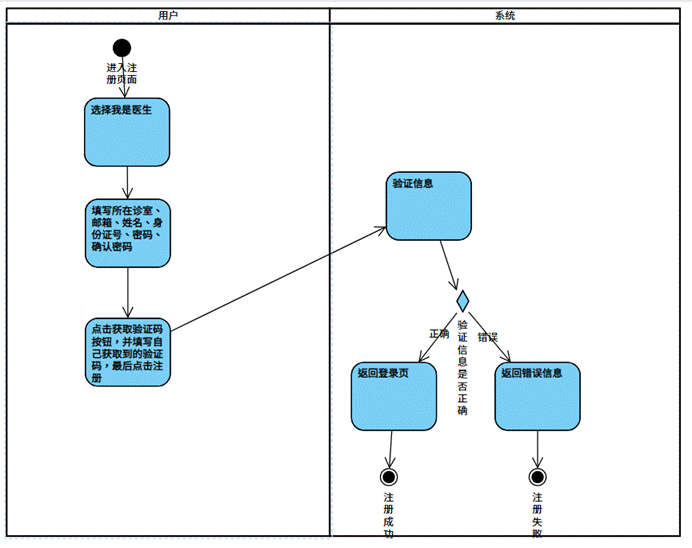 用户
系统
进入注
册页面
选择我是医生
填写所在诊室、
邮箱、姓名、身
份证号、密码、
确认密码
点击获取验证码
按钮，并填写自
己获取到的验证
码，最后点击注
册
验证信息
正确
验
证
信
息
是
否
正
确
错误
返回登录页
返回错误信息
注
册
成
功
注
册
失
败